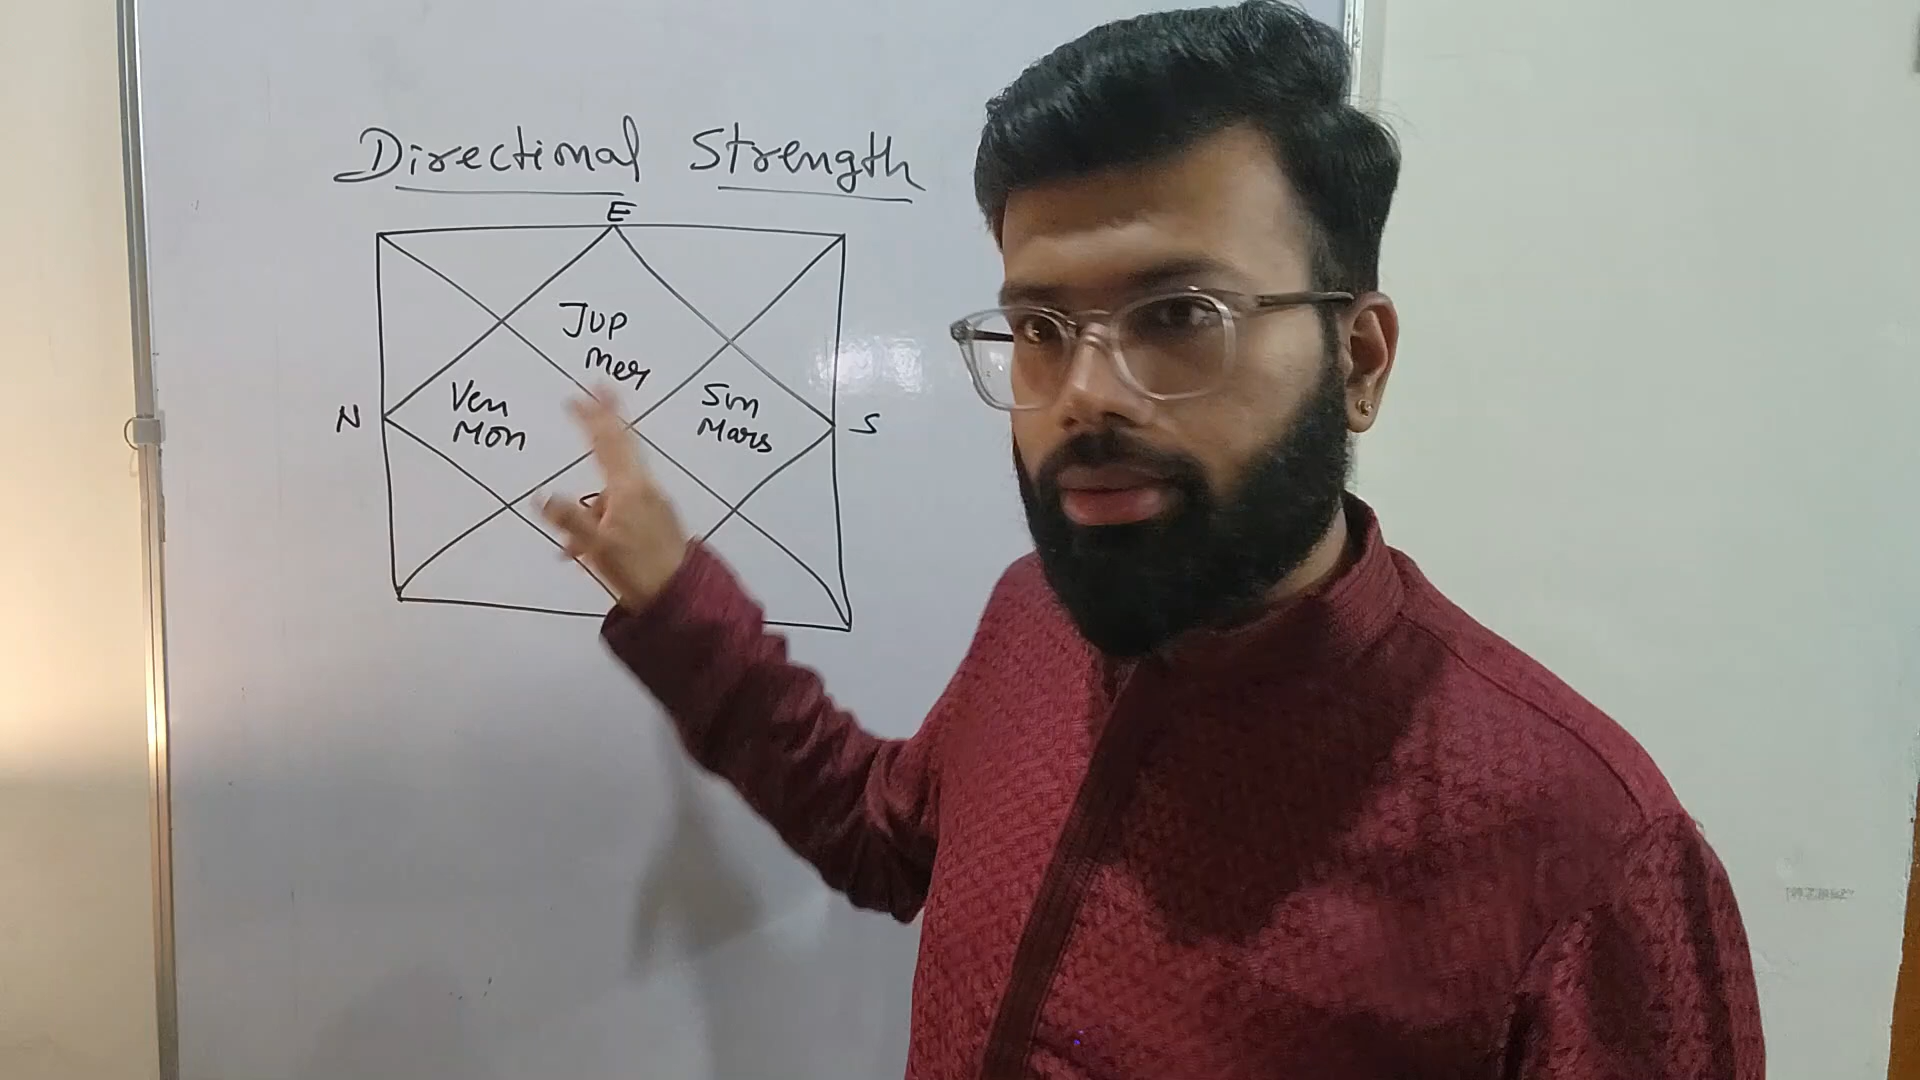 Directional Strength
E
Jup
Mer
Ven
Mon
Sun
Mars
N
S